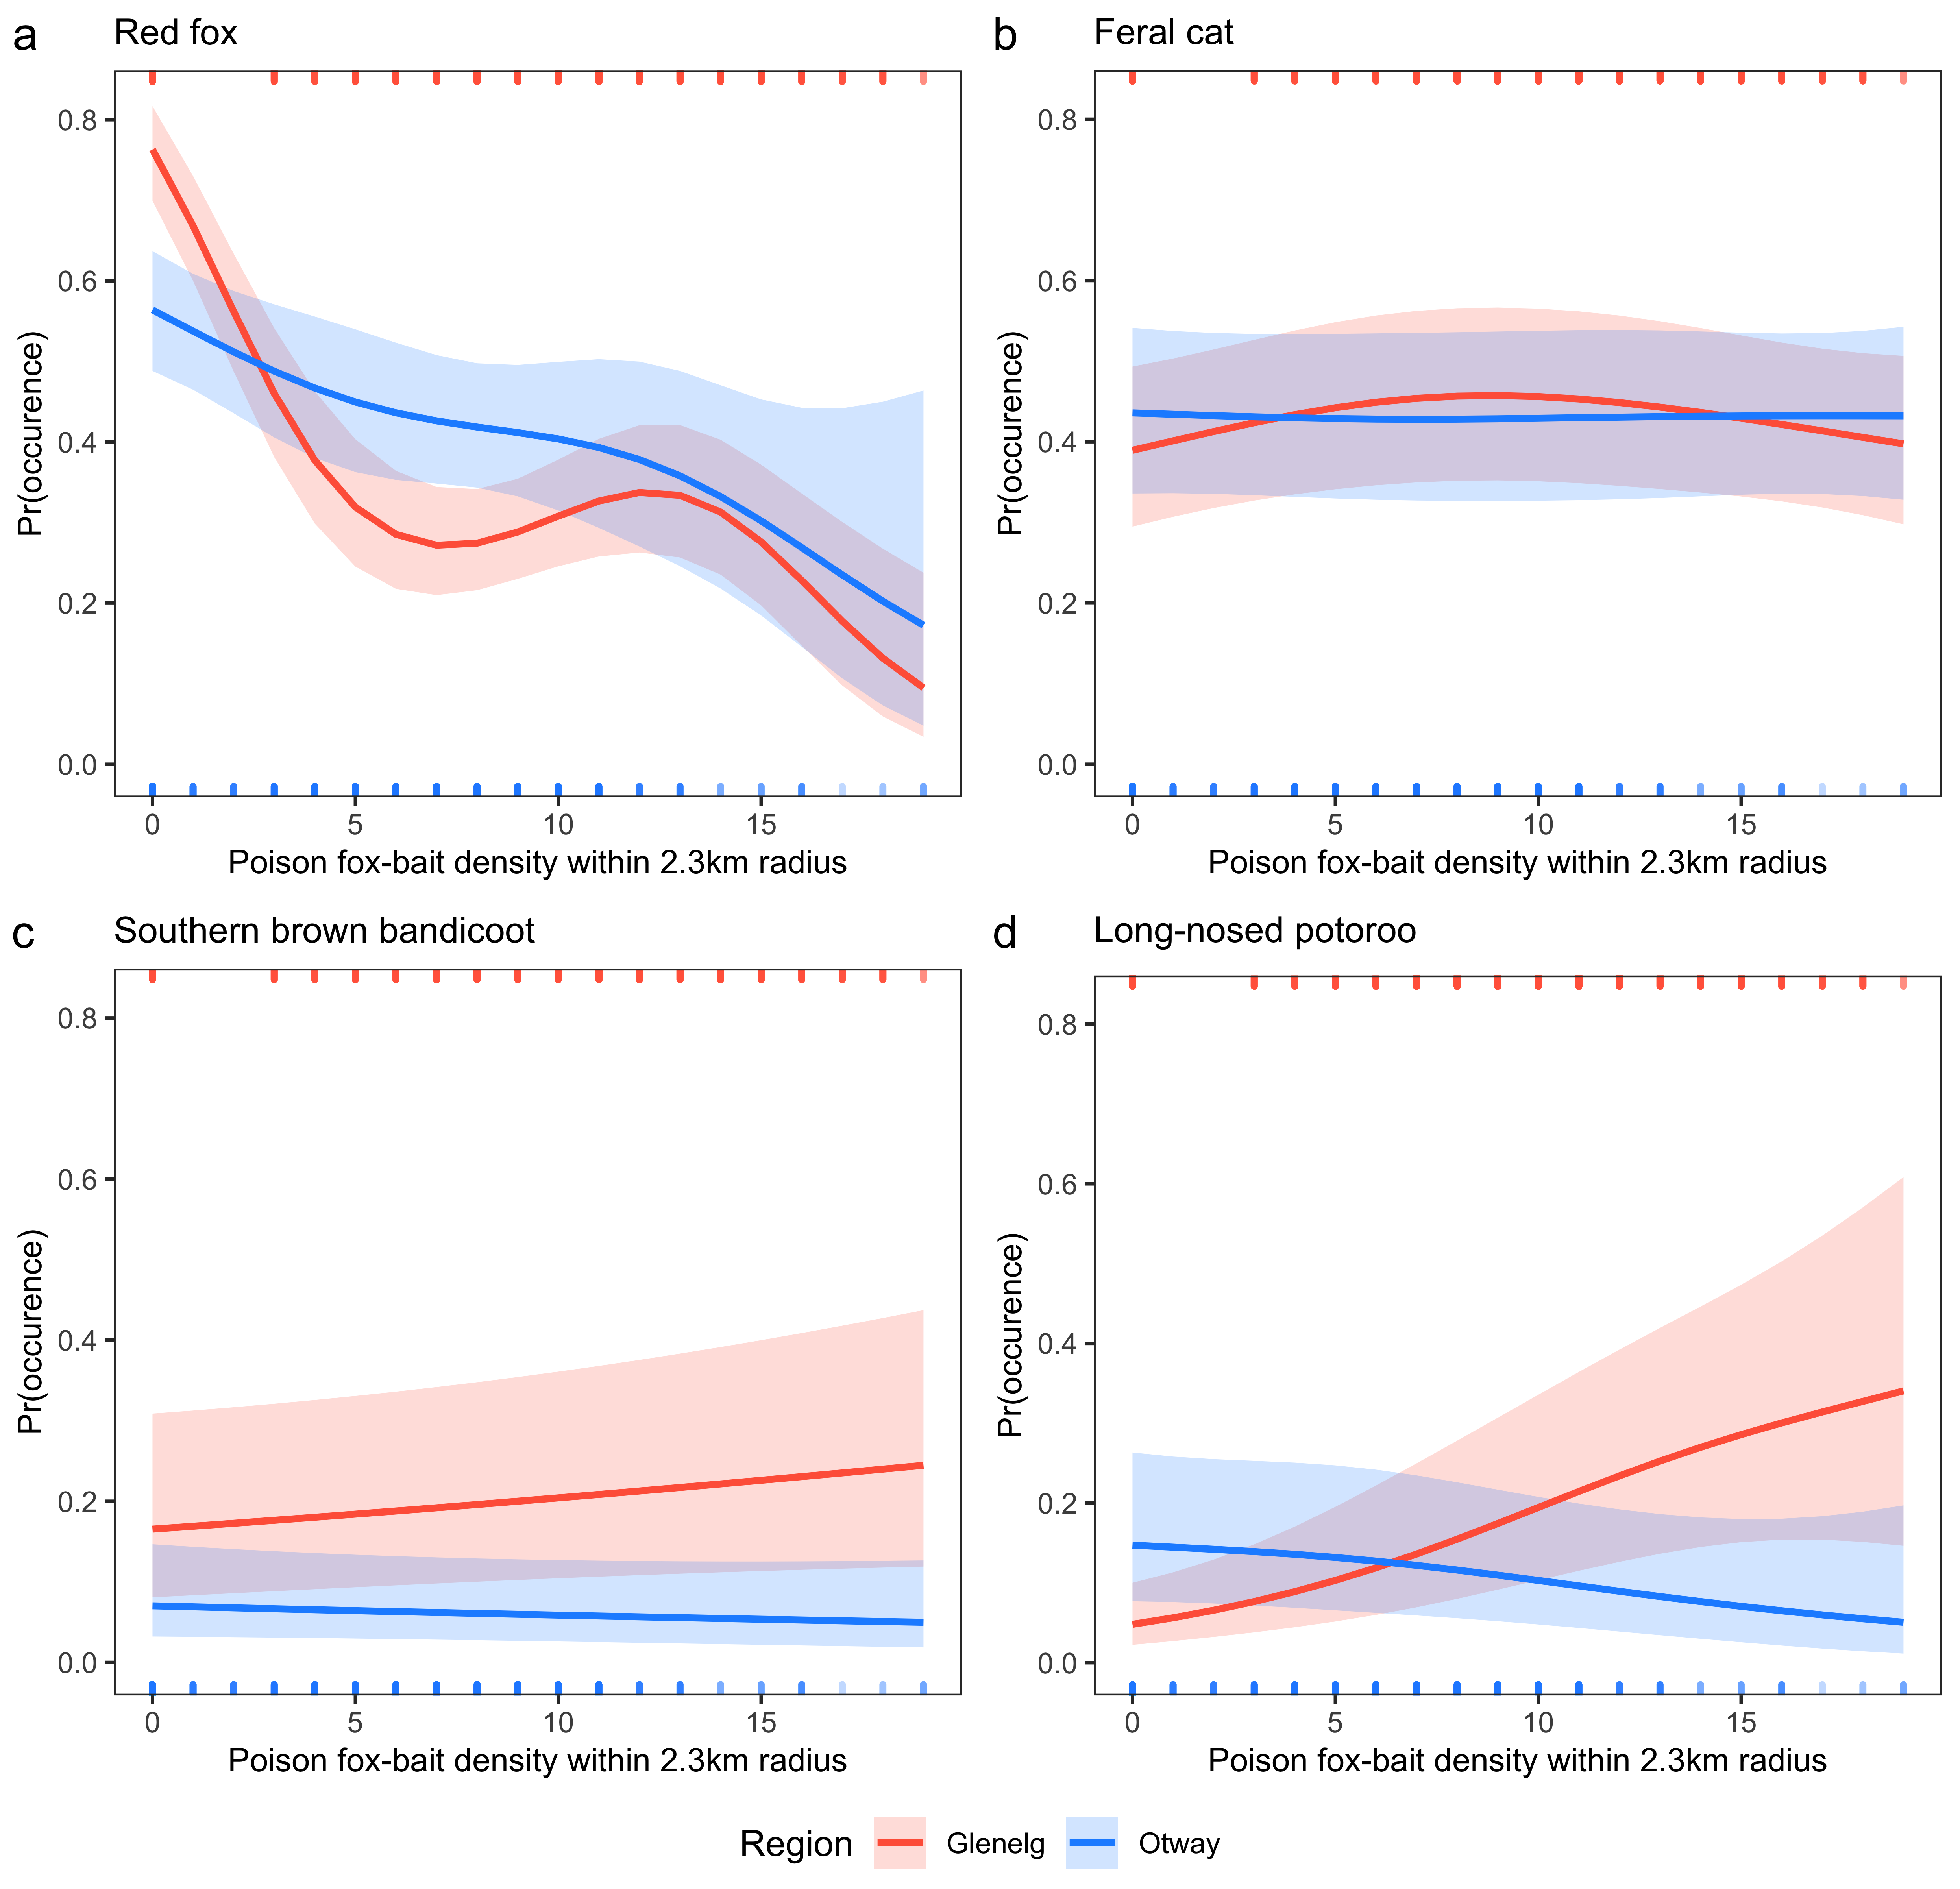 a Red fox
0.8
0.6
0.4
0.2
0.0
Pr(occurence)
0 5 10 15
Poison fox-bait density within 2.3km radius
b Feral cat
0.8
0.6
0.4
0.2
0.0
Pr(occurence)
0 5 10 15
Poison fox-bait density within 2.3km radius
c Southern brown bandicoot
0.8
0.6
0.4
0.2
0.0
Pr(occurence)
0 5 10 15
Poison fox-bait density within 2.3km radius
d Long-nosed potoroo
0.8
0.6
0.4
0.2
0.0
Pr(occurence)
0 5 10 15
Poison fox-bait density within 2.3km radius
Region Glenelg Otway